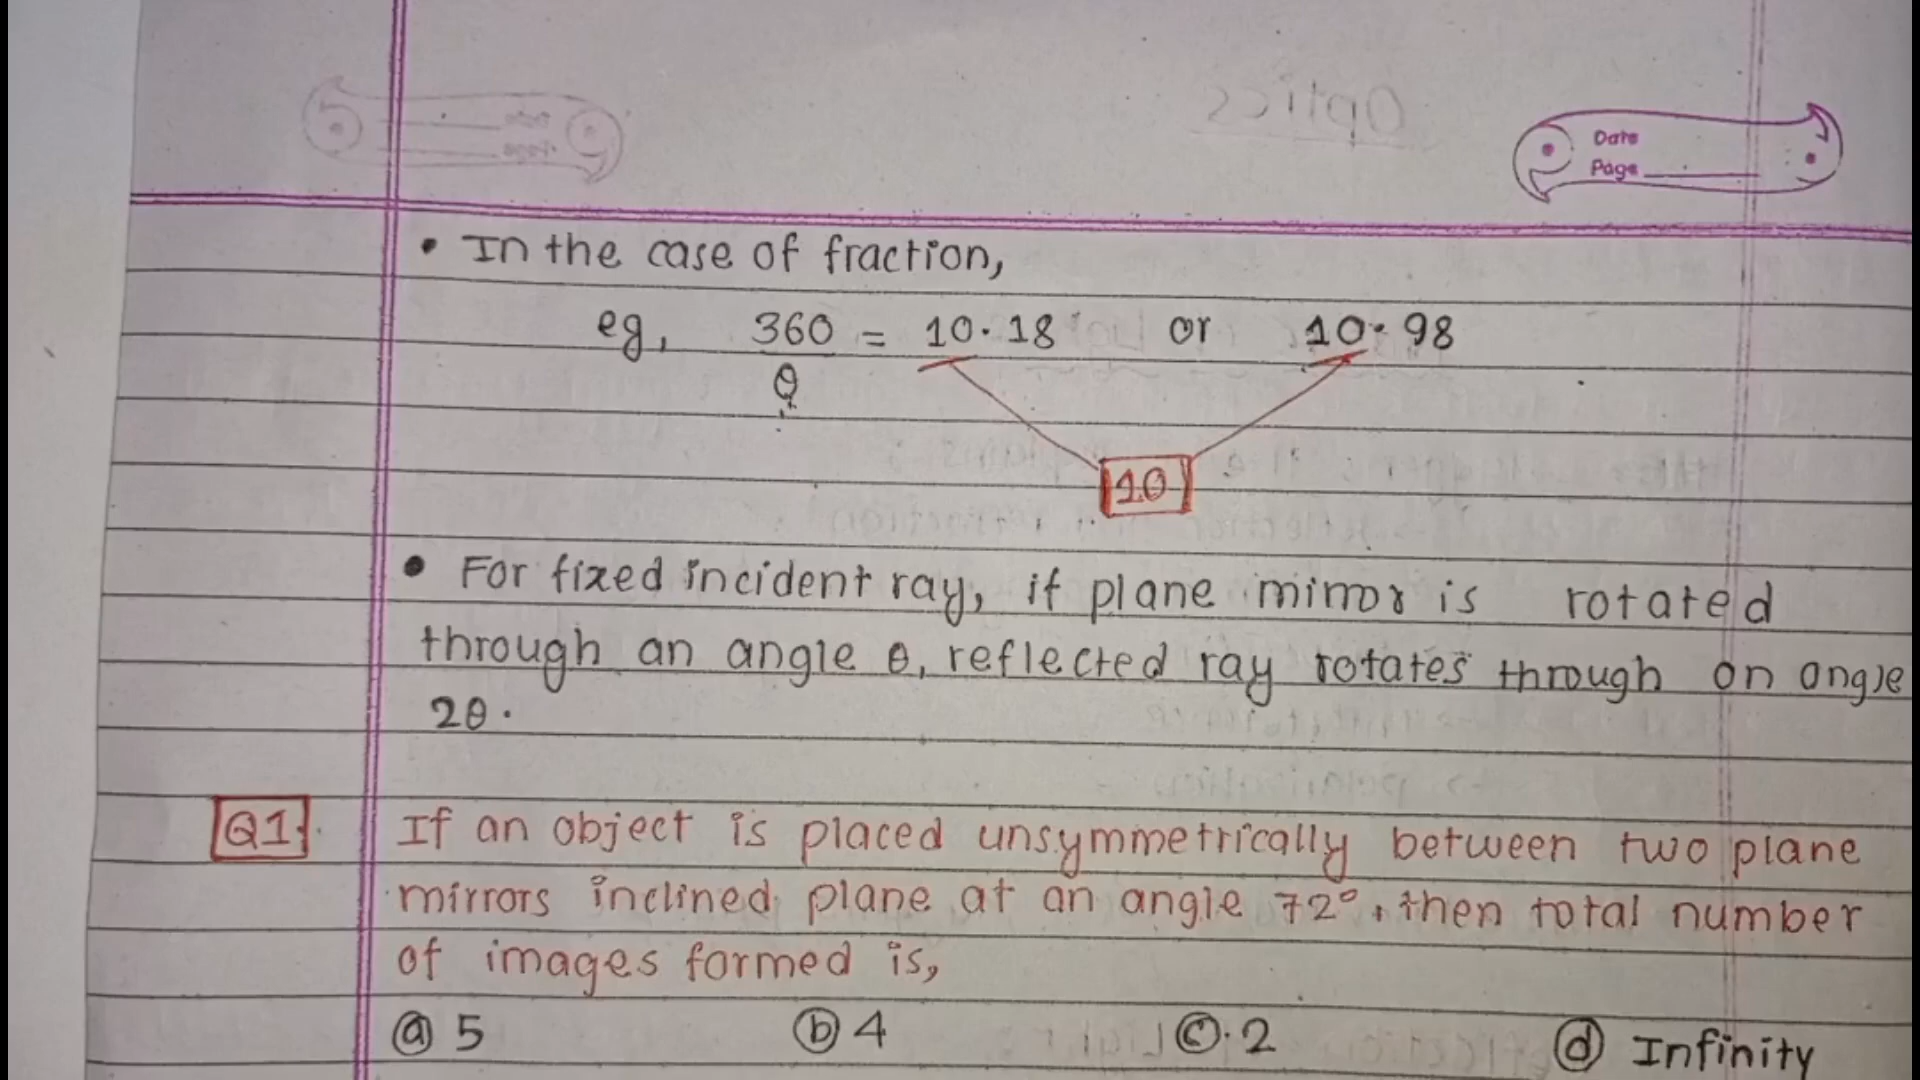 Optics
Date
Page
• In the case of fraction,
eg, 360 = 10.18 or 10.98
θ
10
• For fixed incident ray, if plane mirror is rotated
through an angle θ, reflected ray rotates through an angle
2θ.
Q1. If an object is placed unsymmetrically between two plane
mirrors inclined plane at an angle 72°, then total number
of images formed is,
ⓐ 5 ⓑ 4 ⓒ 2 ⓓ Infinity